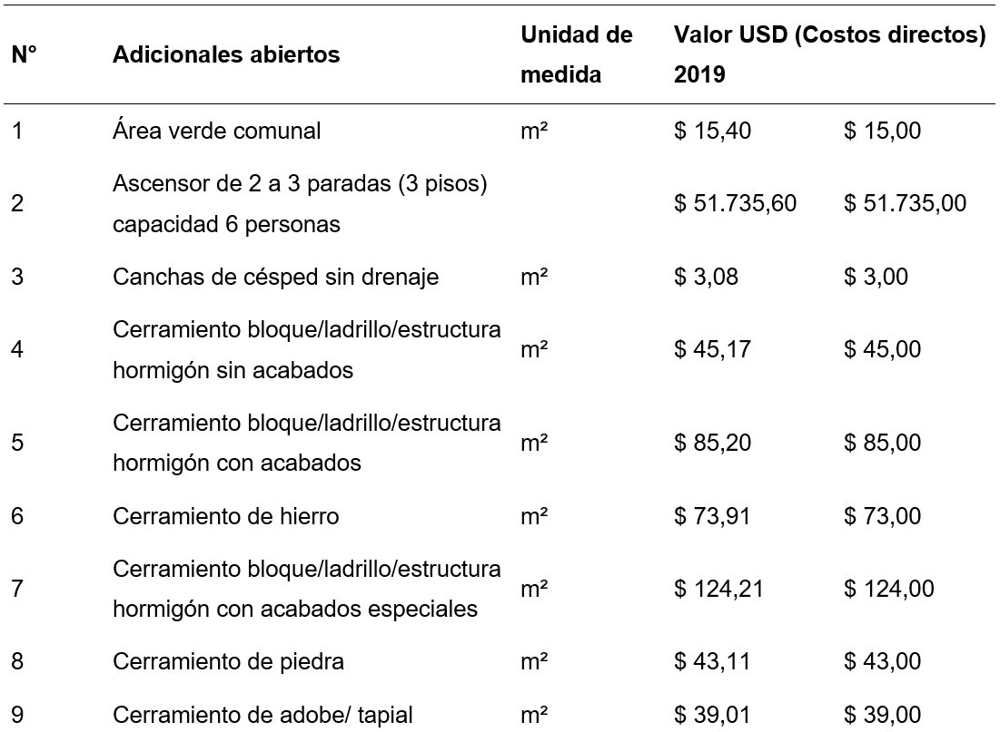 N° Adicionales abiertos Unidad de medida Valor USD (Costos directos) 2019
1 Área verde comunal m² $ 15,40 $ 15,00
2 Ascensor de 2 a 3 paradas (3 pisos) capacidad 6 personas $ 51.735,60 $ 51.735,00
3 Canchas de césped sin drenaje m² $ 3,08 $ 3,00
4 Cerramiento bloque/ladrillo/estructura hormigón sin acabados m² $ 45,17 $ 45,00
5 Cerramiento bloque/ladrillo/estructura hormigón con acabados m² $ 85,20 $ 85,00
6 Cerramiento de hierro m² $ 73,91 $ 73,00
7 Cerramiento bloque/ladrillo/estructura hormigón con acabados especiales m² $ 124,21 $ 124,00
8 Cerramiento de piedra m² $ 43,11 $ 43,00
9 Cerramiento de adobe/ tapial m² $ 39,01 $ 39,00